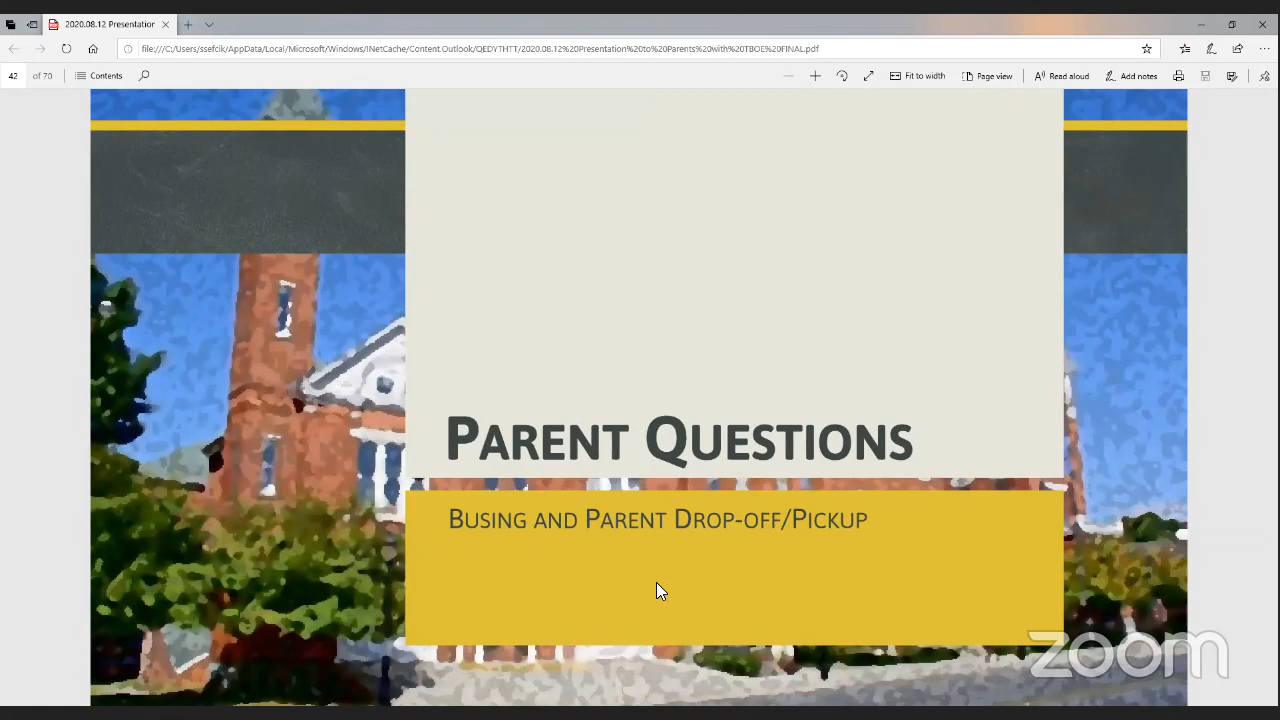 2020.08.12 Presentation
file:///C:/Users/ssefcik/AppData/Local/Microsoft/Windows/INetCache/Content.Outlook/QEDYTHTT/2020.08.12%20Presentation%20to%20Parents%20with%20TBOE%20FINAL.pdf
42 of 70 Contents Fit to width Page view Read aloud Add notes
PARENT QUESTIONS
BUSING AND PARENT DROP-OFF/PICKUP
zoom